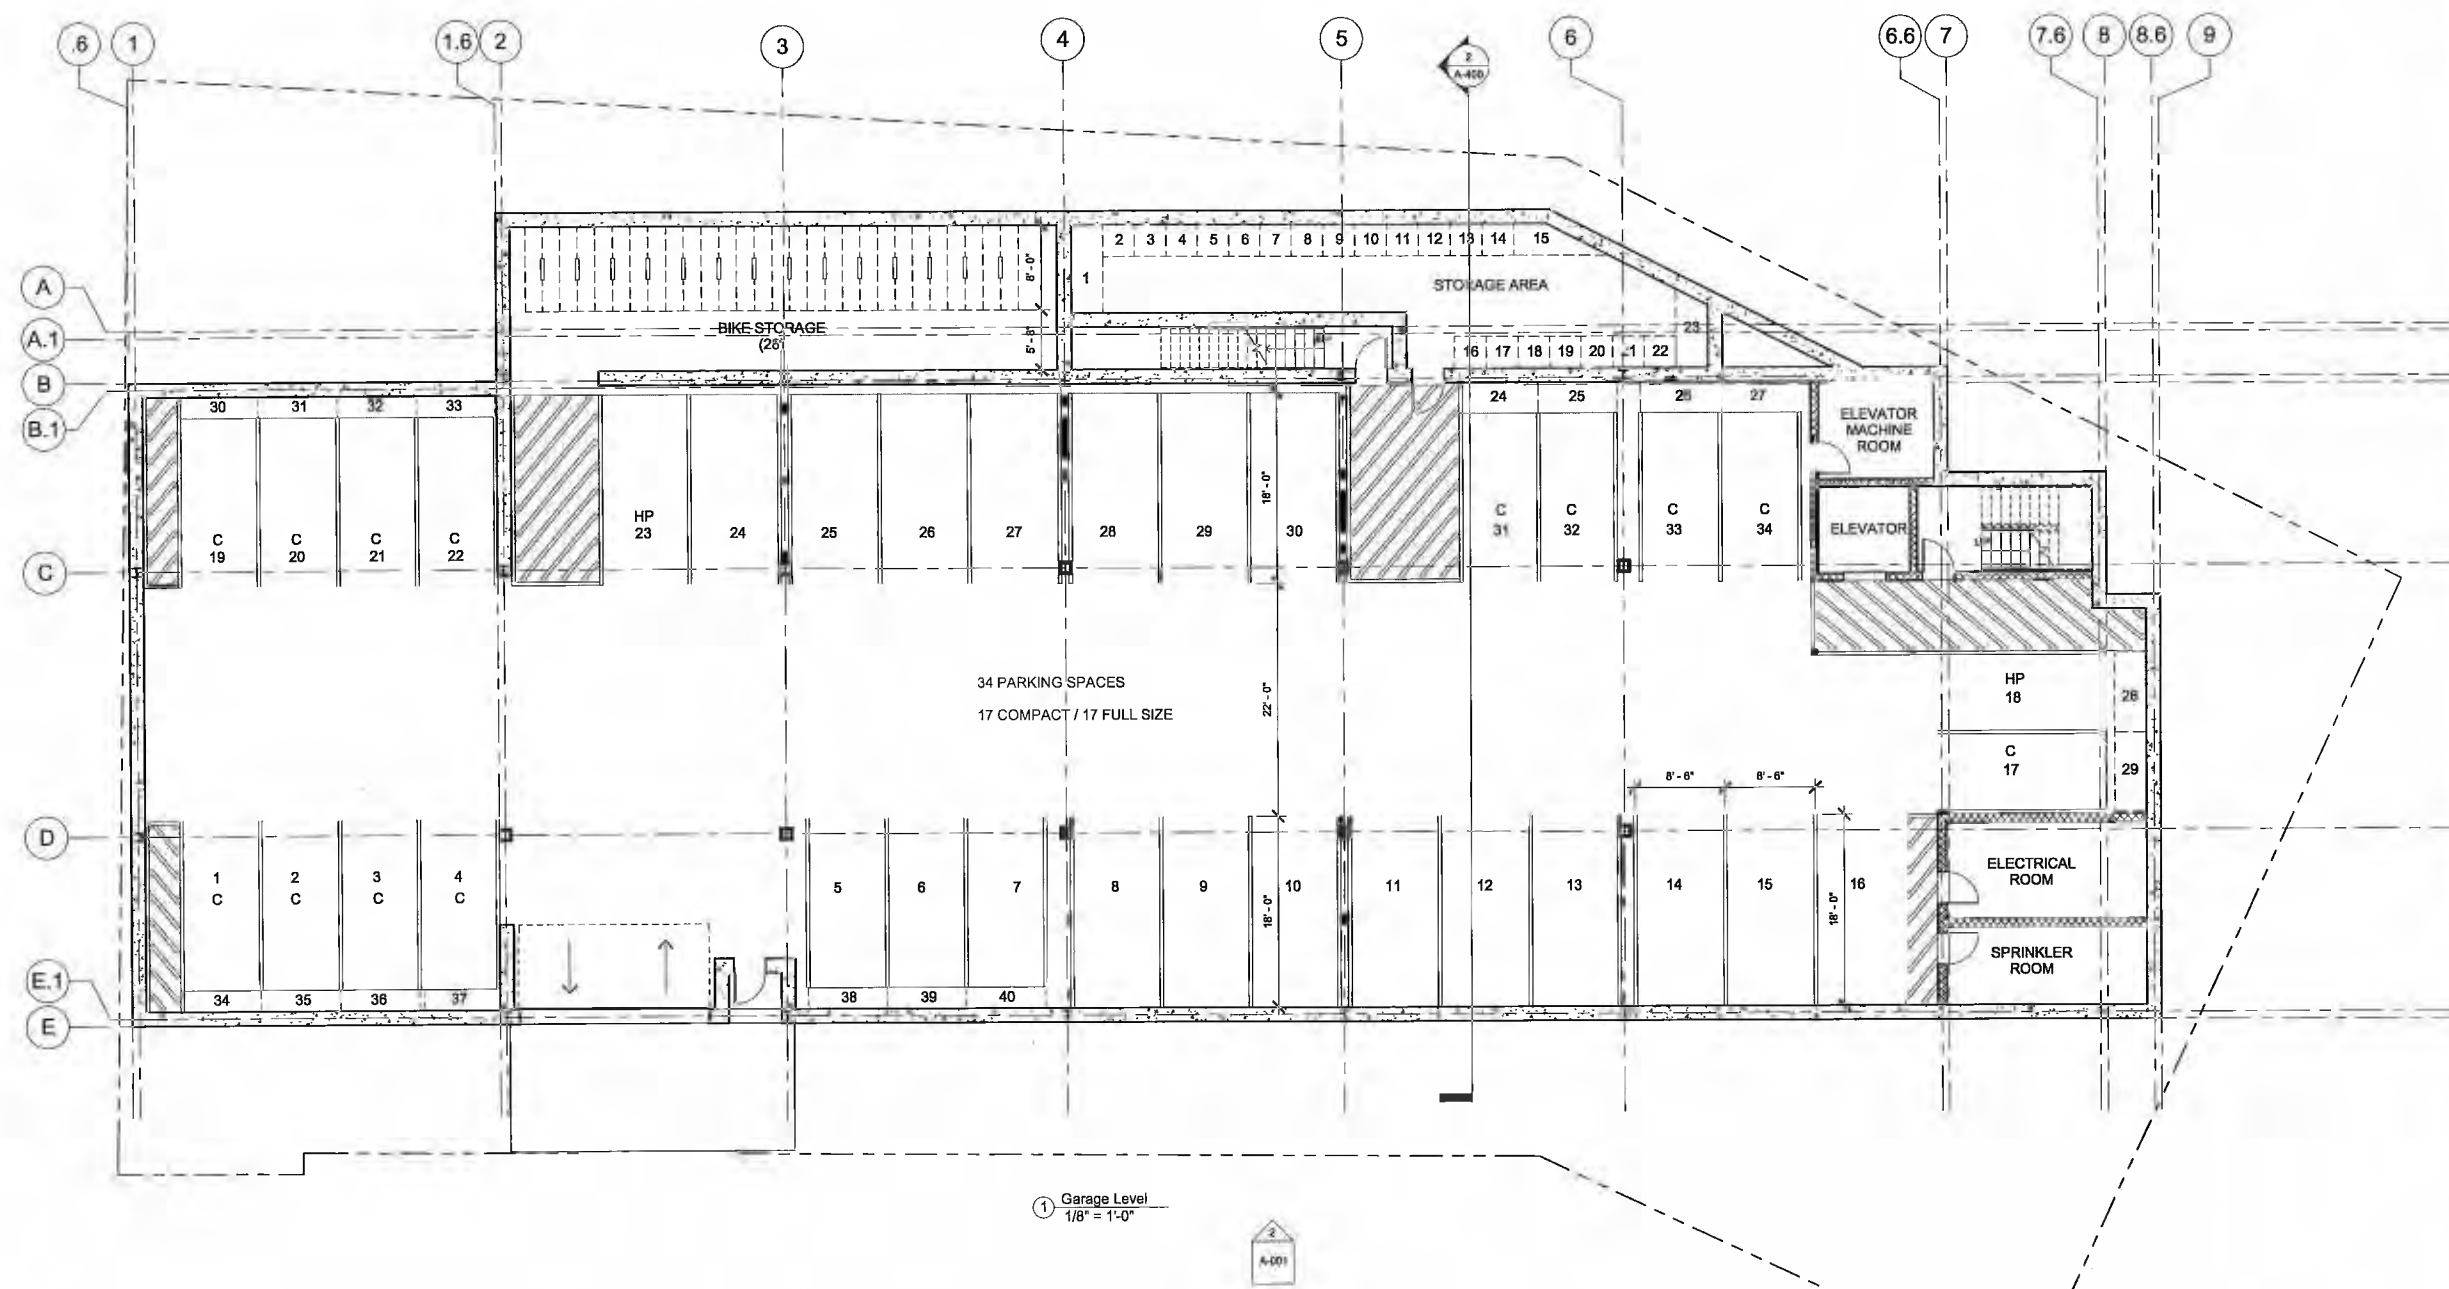 .6 1 1.6 2 3 4 5 6 6.6 7 7.6 8 8.6 9
2
A-400
A
A.1
B
B.1
C
D
E.1
E
8'-0"
5'-8"
BIKE STORAGE
1 2 3 4 5 6 7 8 9 10 11 12 13 14 15
STORAGE AREA
23
16 17 18 19 20 22
30 31 32 33
24 25 26 27
ELEVATOR
MACHINE
ROOM
18'-0"
C
19
C
20
C
21
C
22
HP
23
24
25
26
27
28
29
30
C
31
C
32
C
33
C
34
ELEVATOR
34 PARKING SPACES
17 COMPACT / 17 FULL SIZE
22'-0"
HP
18
28
C
17
29
8'-6" 8'-6"
1
C
2
C
3
C
4
C
5
6
7
8
9
10
11
12
13
14
15
16
18'-0"
18'-0"
ELECTRICAL
ROOM
SPRINKLER
ROOM
34 35 36 37
38 39 40
1 Garage Level
1/8" = 1'-0"
2
A-001